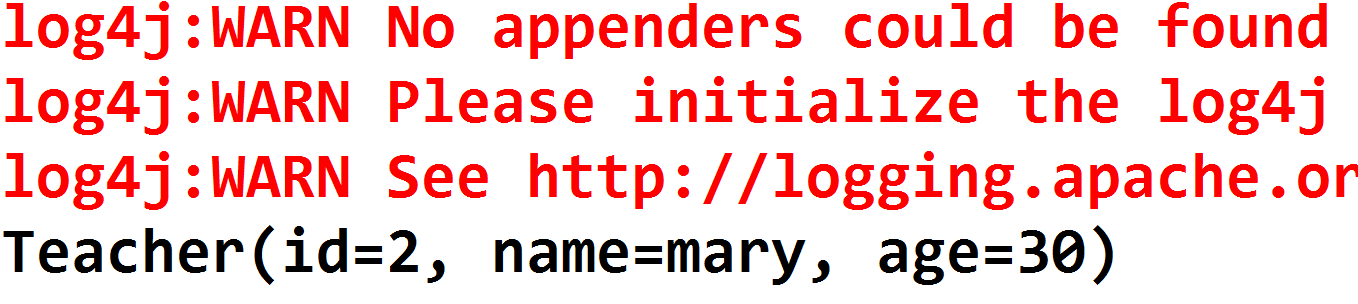 log4j:WARN No appenders could be found
log4j:WARN Please initialize the log4j
log4j:WARN See http://logging.apache.or
Teacher(id=2, name=mary, age=30)